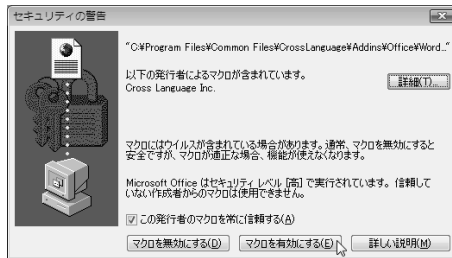 セキュリティの警告
"C:¥Program Files¥Common Files¥CrossLanguage¥Addins¥Office¥Word..."
以下の発行者によるマクロが含まれています。
Cross Language Inc.
詳細(T)...
マクロにはウイルスが含まれている場合があります。通常、マクロを無効にすると
安全ですが、マクロが適正な場合、機能が使えなくなります。
Microsoft Office はセキュリティ レベル [高] で実行されています。信頼して
いない作成者からのマクロは使用できません。
この発行者のマクロを常に信頼する(A)
マクロを無効にする(D)
マクロを有効にする(E)
詳しい説明(M)